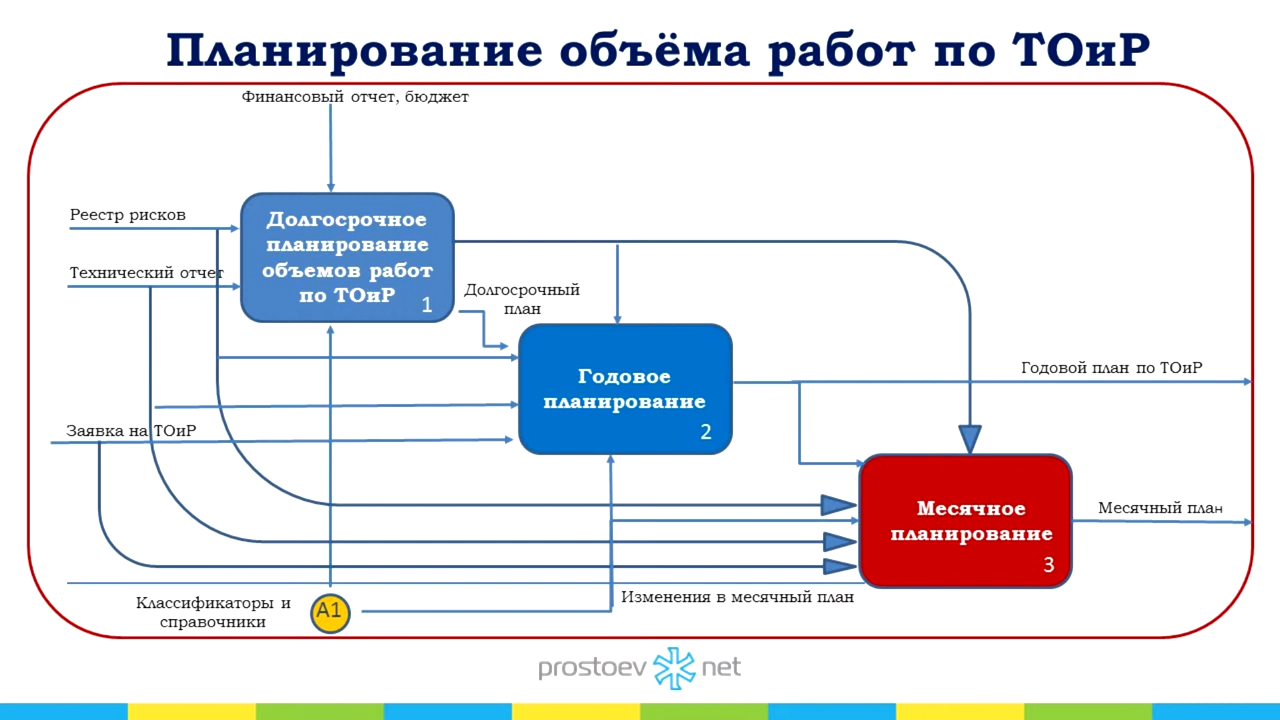 Планирование объёма работ по ТОиР
Финансовый отчет, бюджет
Реестр рисков
Долгосрочное
планирование
объемов работ
по ТОиР
1
Технический отчет
Долгосрочный
план
Годовое
планирование
2
Годовой план по ТОиР
Заявка на ТОиР
Месячное
планирование
3
Месячный план
Классификаторы и
справочники
А1
Изменения в месячный план
prostoev net